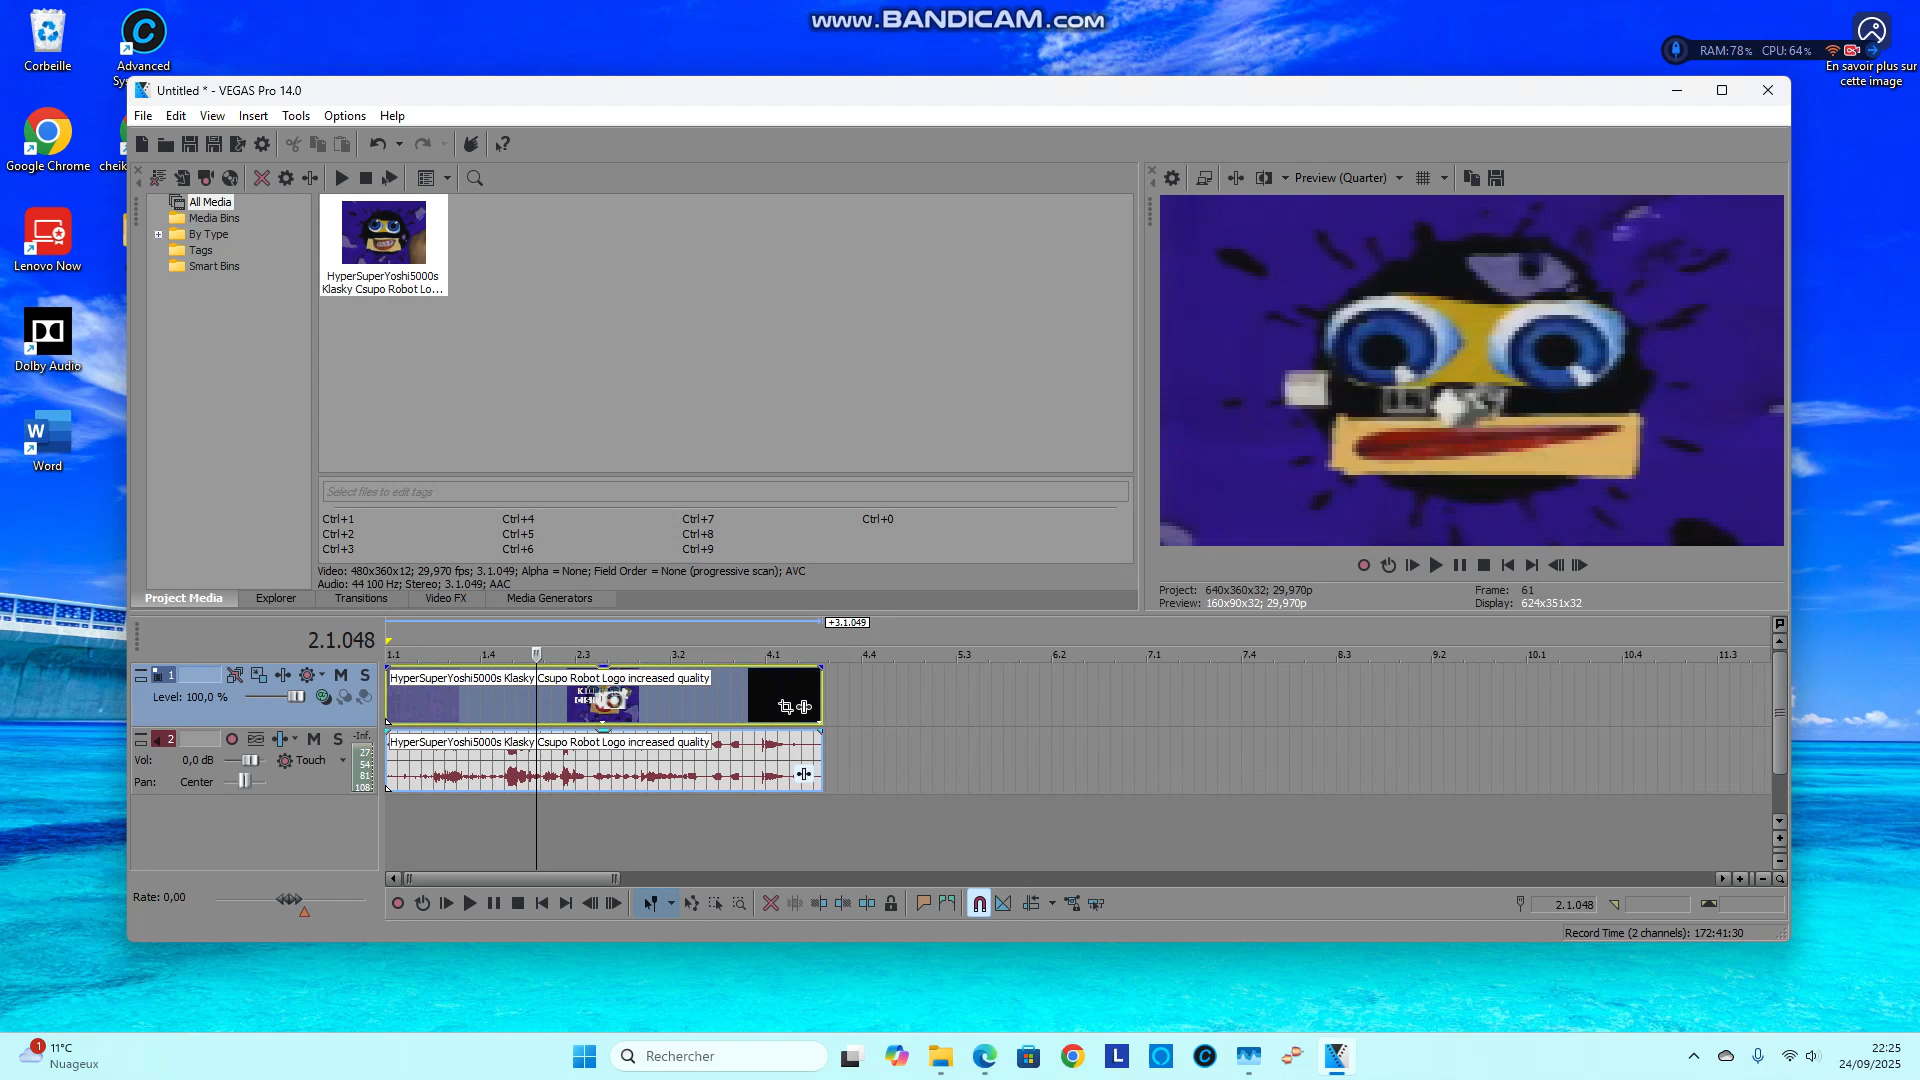 www.BANDICAM.com
Corbeille
Advanced
Google Chrome
Lenovo Now
Dolby Audio
Word
RAM:78% CPU:64%
En savoir plus sur
cette image
Untitled * - VEGAS Pro 14.0
File Edit View Insert Tools Options Help
All Media
Media Bins
By Type
Tags
Smart Bins
HyperSuperYoshi5000s
Klasky Csupo Robot Lo...
Preview (Quarter)
Select files to edit tags
Ctrl+1 Ctrl+4 Ctrl+7 Ctrl+0
Ctrl+2 Ctrl+5 Ctrl+8
Ctrl+3 Ctrl+6 Ctrl+9
Video: 480x360x12; 29,970 fps; 3.1.049; Alpha = None; Field Order = None (progressive scan); AVC
Audio: 44 100 Hz; Stereo; 3.1.049; AAC
Project Media Explorer Transitions Video FX Media Generators
Project: 640x360x32; 29,970p Frame: 61
Preview: 160x90x32; 29,970p Display: 624x351x32
+3.1.049
2.1.048
1.1 1.4 2.3 3.2 4.1 4.4 5.3 6.2 7.1 7.4 8.3 9.2 10.1 10.4 11.3
1 M S
HyperSuperYoshi5000s Klasky Csupo Robot Logo increased quality
Level: 100,0 %
2 M S -Inf.
HyperSuperYoshi5000s Klasky Csupo Robot Logo increased quality
Vol: 0,0 dB Touch
Pan: Center
27
54
81
108
Rate: 0,00
2.1.048
Record Time (2 channels): 172:41:30
1
11°C
Nuageux
Rechercher
22:25
24/09/2025